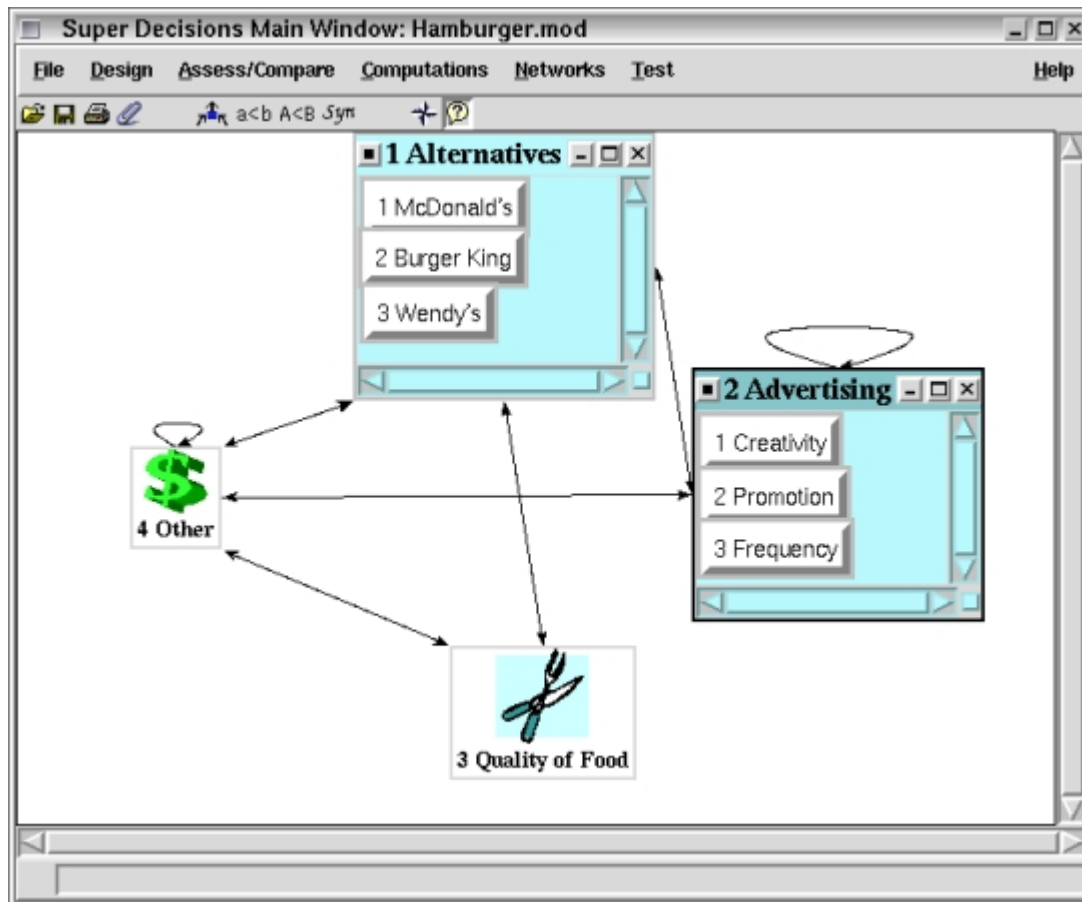 Super Decisions Main Window: Hamburger.mod
File Design Assess/Compare Computations Networks Test Help
a<b A<B Syn
1 Alternatives
1 McDonald's
2 Burger King
3 Wendy's
2 Advertising
1 Creativity
2 Promotion
3 Frequency
4 Other
3 Quality of Food